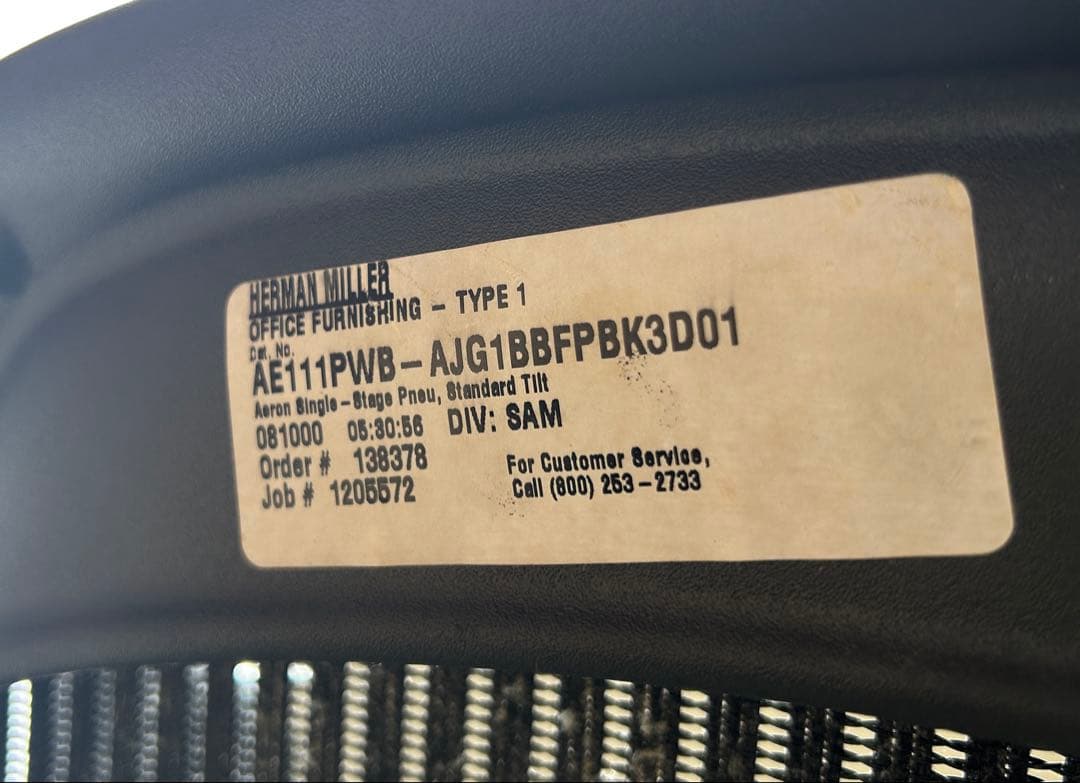 HERMAN MILLER
OFFICE FURNISHING - TYPE 1
Cat. No.
AE111PWB-AJG1BBFPBK3D01
Aeron Single-Stage Pneu, Standard Tilt
081000 05:30:56 DIV: SAM
Order # 138378
Job # 1205572
For Customer Service,
Call (800) 253-2733